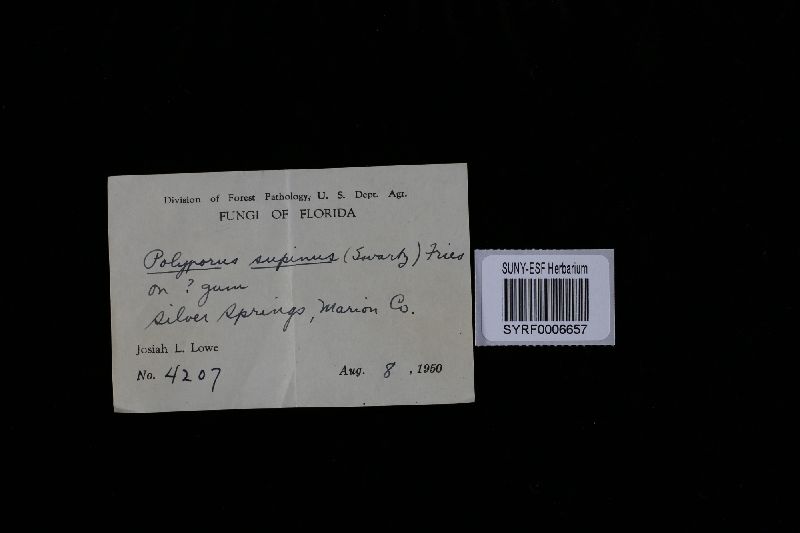 Division of Forest Pathology, U. S. Dept. Agr.
FUNGI OF FLORIDA
Polyporus supinus (Swartz) Fries
on ? gum
Silver Springs, Marion Co.
Josiah L. Lowe
No. 4207
Aug. 8, 1950
SUNY-ESF Herbarium
SYRF0006657